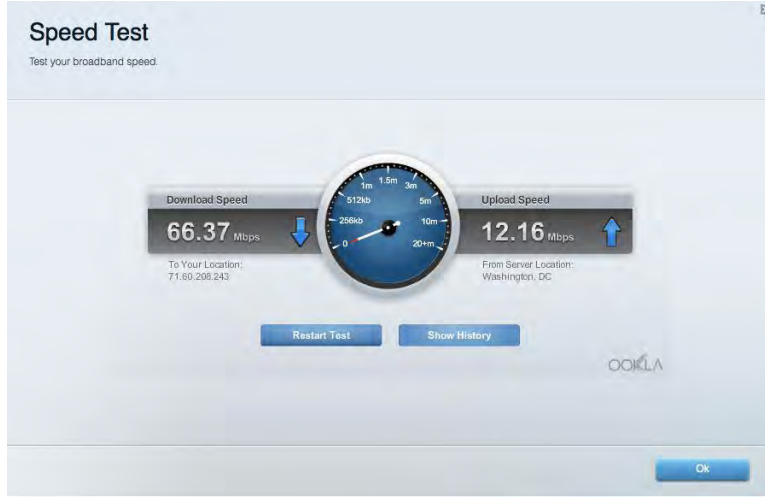 Speed Test
Test your broadband speed.
Download Speed
66.37 Mbps
To Your Location:
71.60.208.243
0
256kb
512kb
1m
1.5m
3m
5m
10m
20+m
Upload Speed
12.16 Mbps
From Server Location:
Washington, DC
Restart Test
Show History
OOKLA
Ok